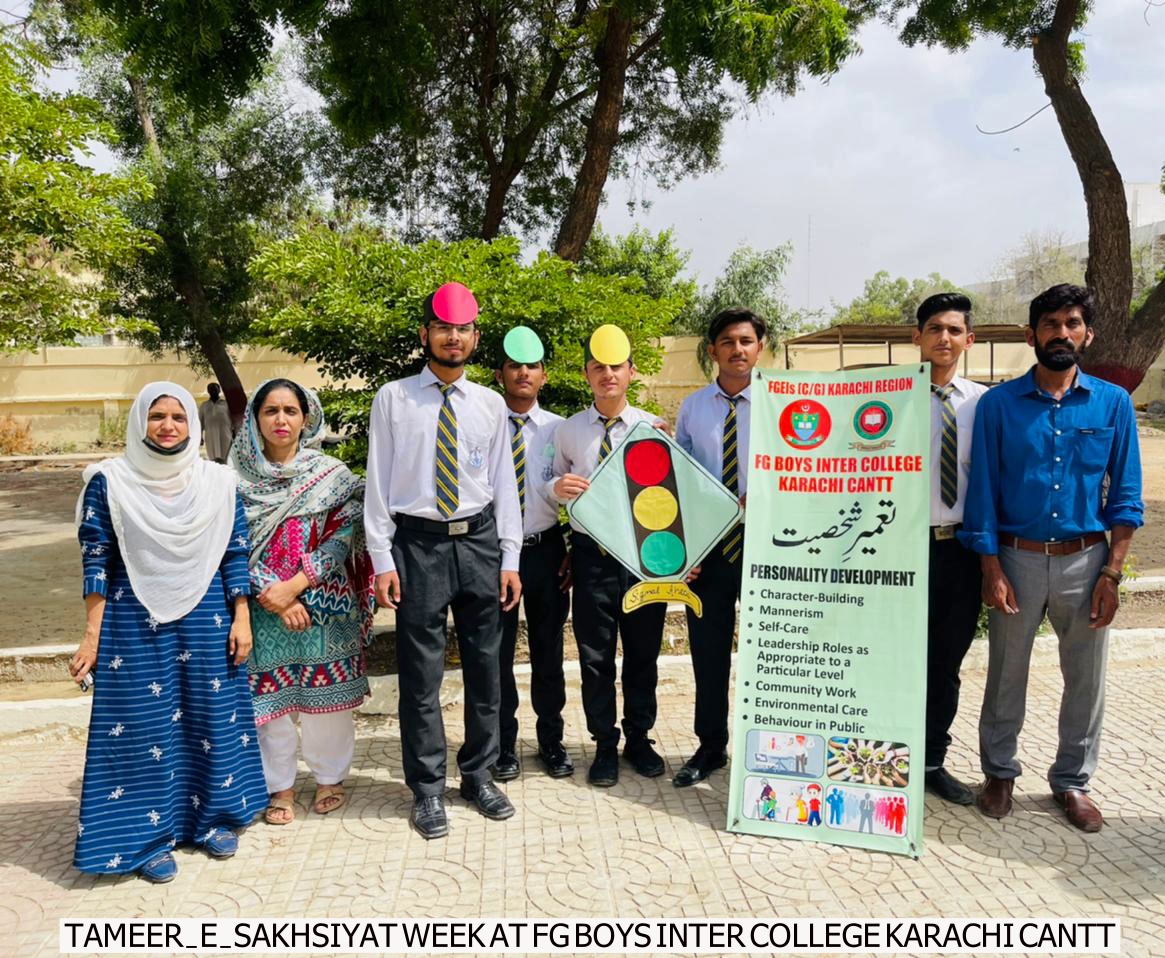 FGEIs (C/G) KARACHI REGION
FG BOYS INTER COLLEGE
KARACHI CANTT
تعمیرِ شخصیت
PERSONALITY DEVELOPMENT
• Character-Building
• Mannerism
• Self-Care
• Leadership Roles as
Appropriate to a
Particular Level
• Community Work
• Environmental Care
• Behaviour in Public
Signal
TAMEER_E_SAKHSIYAT WEEK AT FG BOYS INTER COLLEGE KARACHI CANTT